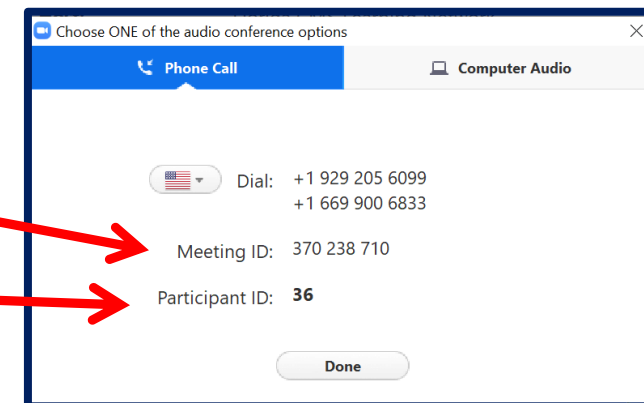 Choose ONE of the audio conference options
Phone Call
Computer Audio
Dial: +1 929 205 6099
+1 669 900 6833
Meeting ID: 370 238 710
Participant ID: 36
Done